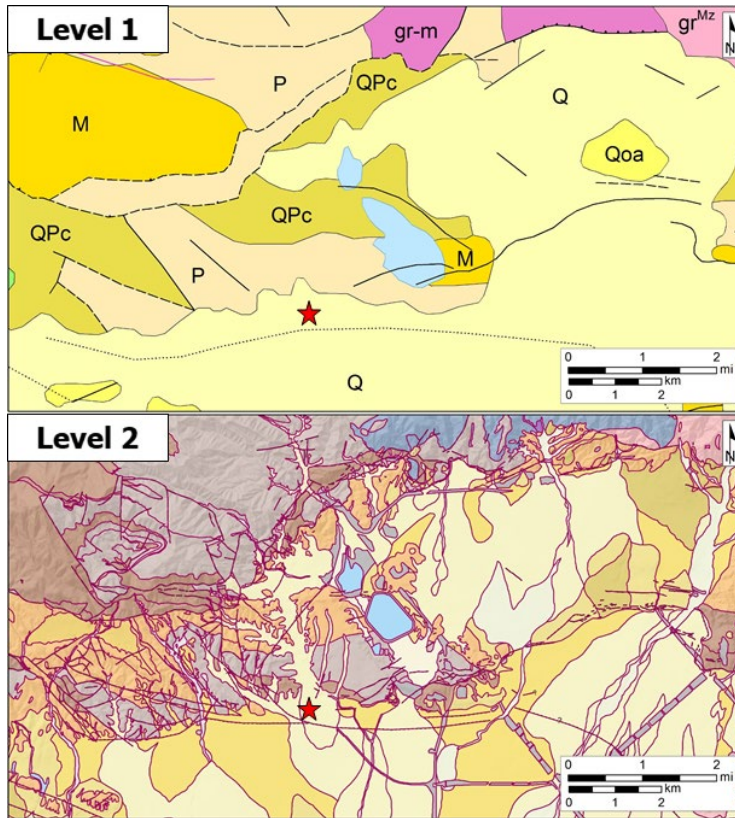 Level 1
gr-m
gr^Mz
N
P
QPc
Q
M
Qoa
QPc
QPc
M
P
0 1 2
mi
0 1 2
km
Q
Level 2
N
0 1 2
mi
0 1 2
km